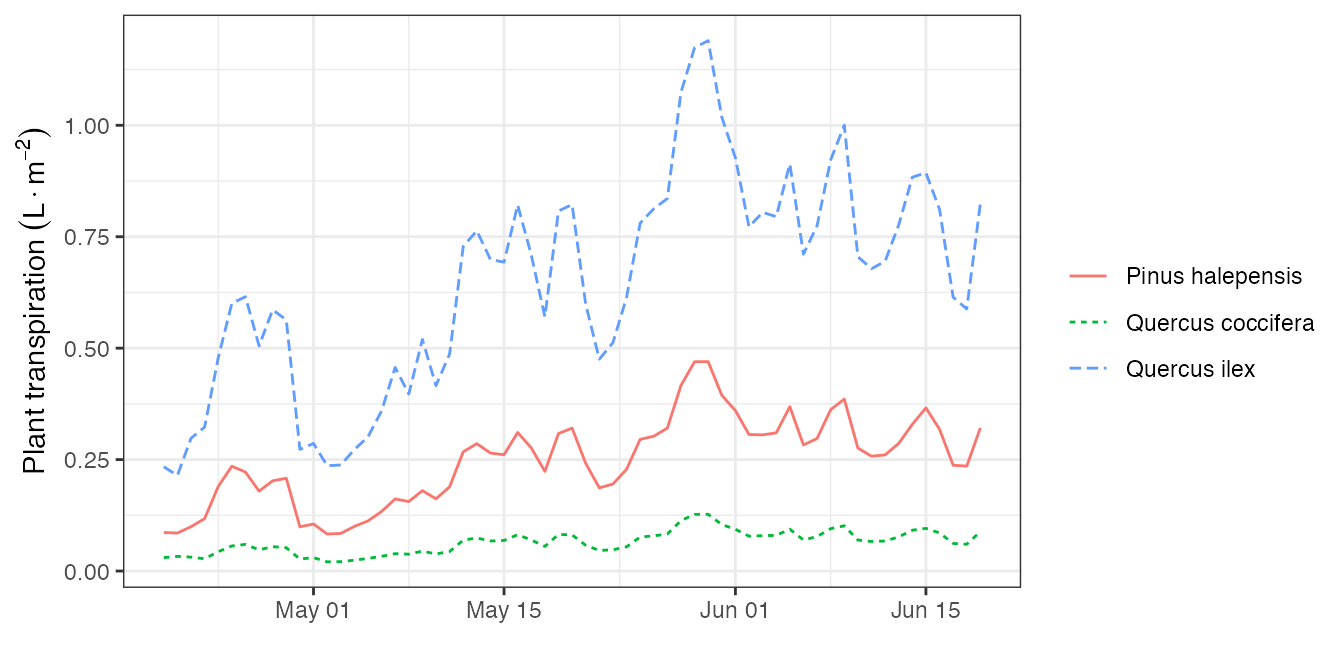 Plant transpiration (L · m⁻²)
1.00
0.75
0.50
0.25
0.00
May 01
May 15
Jun 01
Jun 15
Pinus halepensis
Quercus coccifera
Quercus ilex